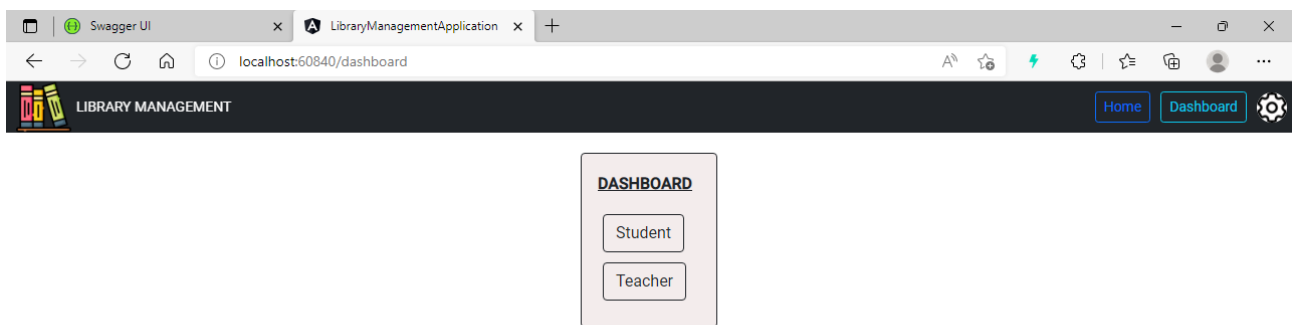 Swagger UI LibraryManagementApplication
localhost:60840/dashboard
LIBRARY MANAGEMENT Home Dashboard
DASHBOARD
Student
Teacher